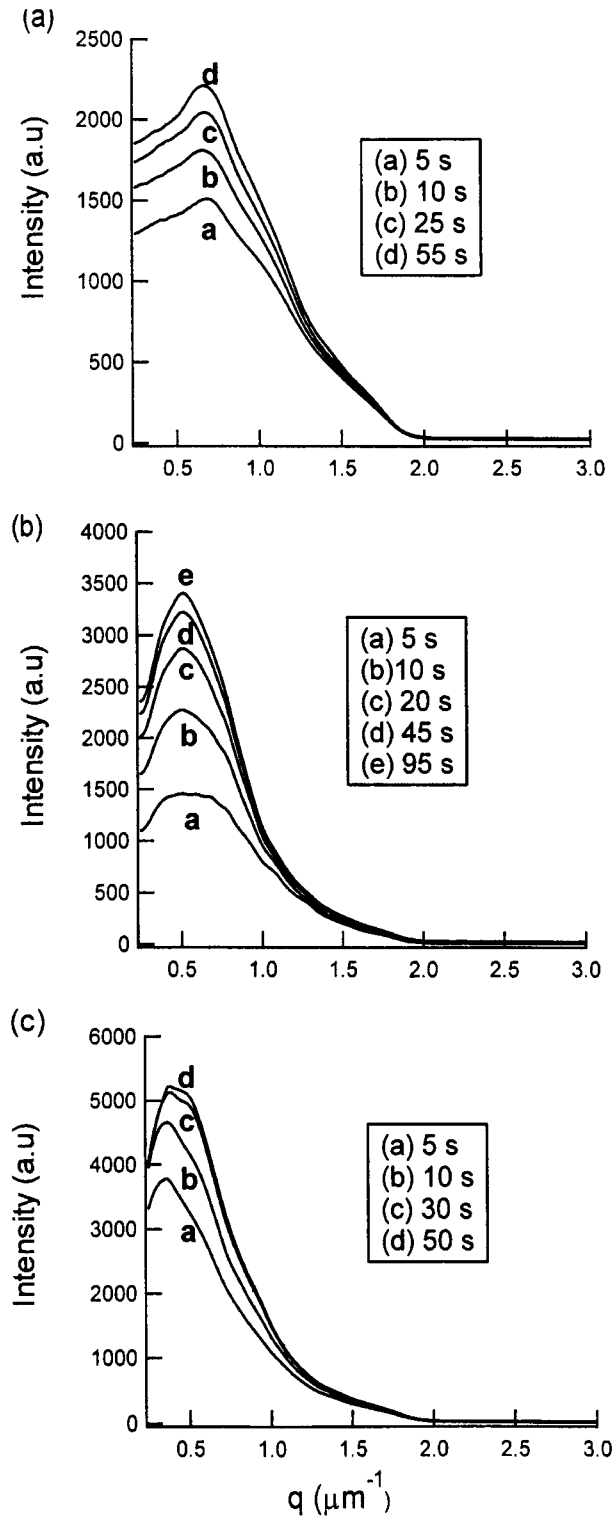 (a)
2500
2000
1500
1000
500
0
Intensity (a.u)
d
c
b
a
(a) 5 s
(b) 10 s
(c) 25 s
(d) 55 s
0.5 1.0 1.5 2.0 2.5 3.0
(b)
4000
3500
3000
2500
2000
1500
1000
500
0
Intensity (a.u)
e
d
c
b
a
(a) 5 s
(b)10 s
(c) 20 s
(d) 45 s
(e) 95 s
0.5 1.0 1.5 2.0 2.5 3.0
(c)
6000
5000
4000
3000
2000
1000
0
Intensity (a.u)
d
c
b
a
(a) 5 s
(b) 10 s
(c) 30 s
(d) 50 s
0.5 1.0 1.5 2.0 2.5 3.0
q (μm⁻¹)